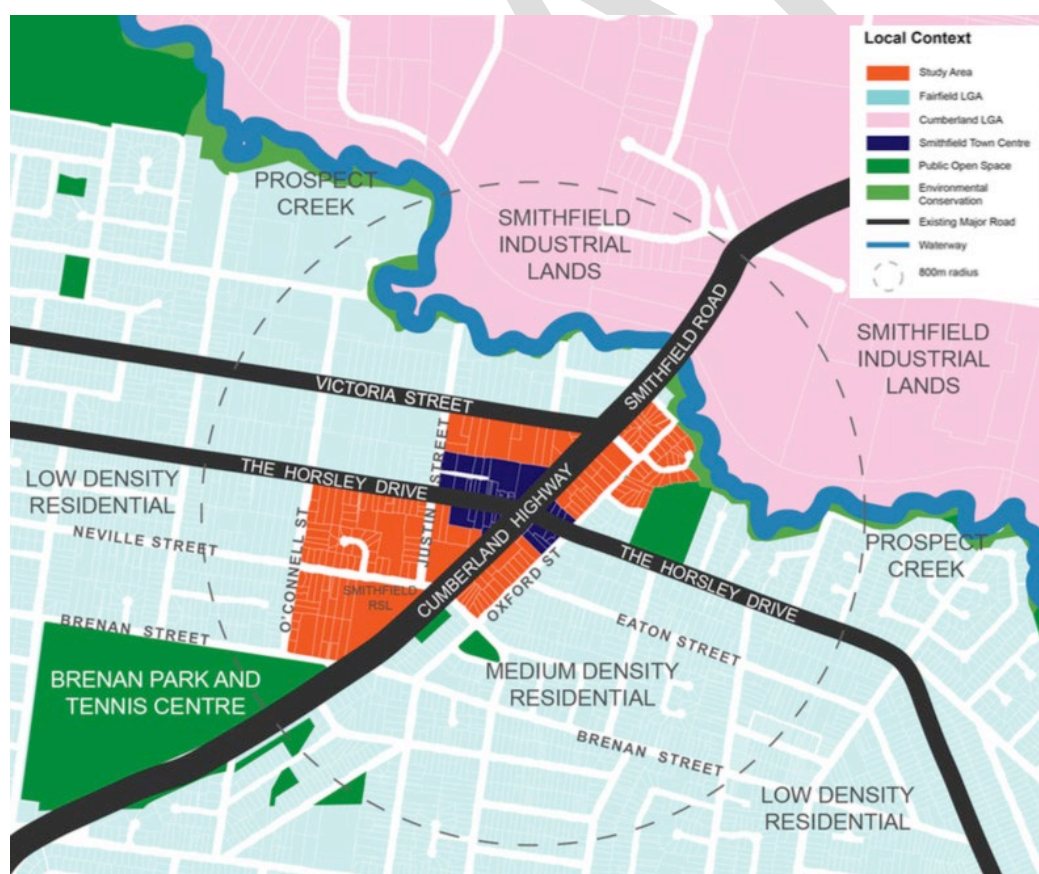 Local Context
Study Area
Fairfield LGA
Cumberland LGA
Smithfield Town Centre
Public Open Space
Environmental
Conservation
Existing Major Road
Waterway
800m radius
PROSPECT
CREEK
SMITHFIELD
INDUSTRIAL
LANDS
SMITHFIELD
INDUSTRIAL
LANDS
SMITHFIELD ROAD
VICTORIA STREET
JUSTIN STREET
THE HORSLEY DRIVE
LOW DENSITY
RESIDENTIAL
NEVILLE STREET
O'CONNELL ST
CUMBERLAND HIGHWAY
SMITHFIELD
RSL
OXFORD ST
THE HORSLEY DRIVE
PROSPECT
CREEK
BRENAN STREET
EATON STREET
BRENAN PARK AND
TENNIS CENTRE
MEDIUM DENSITY
RESIDENTIAL
BRENAN STREET
LOW DENSITY
RESIDENTIAL